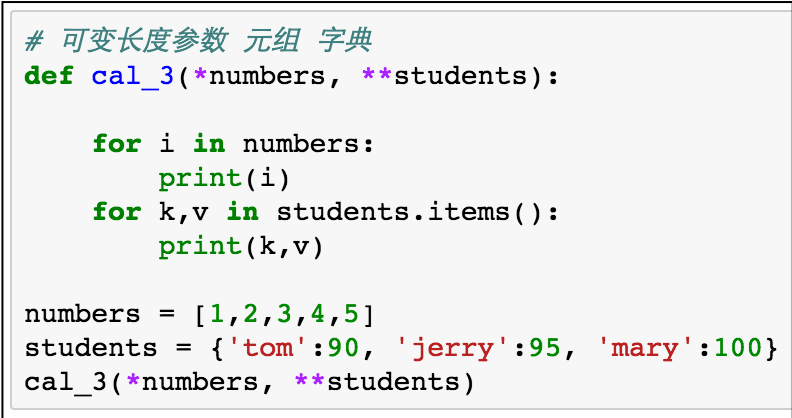 # 可变长度参数 元组 字典
def cal_3(*numbers, **students):
    for i in numbers:
        print(i)
    for k,v in students.items():
        print(k,v)
numbers = [1,2,3,4,5]
students = {'tom':90, 'jerry':95, 'mary':100}
cal_3(*numbers, **students)